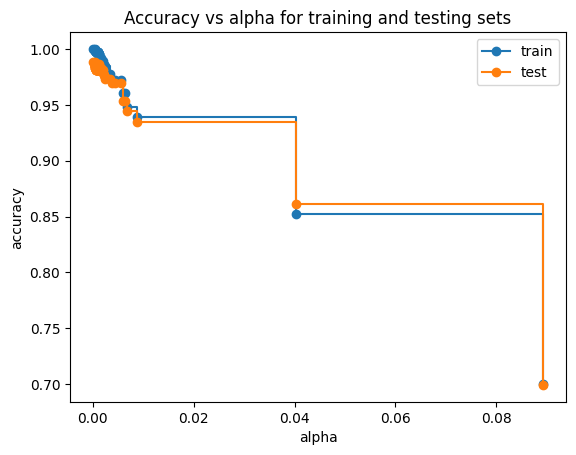 Accuracy vs alpha for training and testing sets
train
test
accuracy
1.00
0.95
0.90
0.85
0.80
0.75
0.70
0.00 0.02 0.04 0.06 0.08
alpha